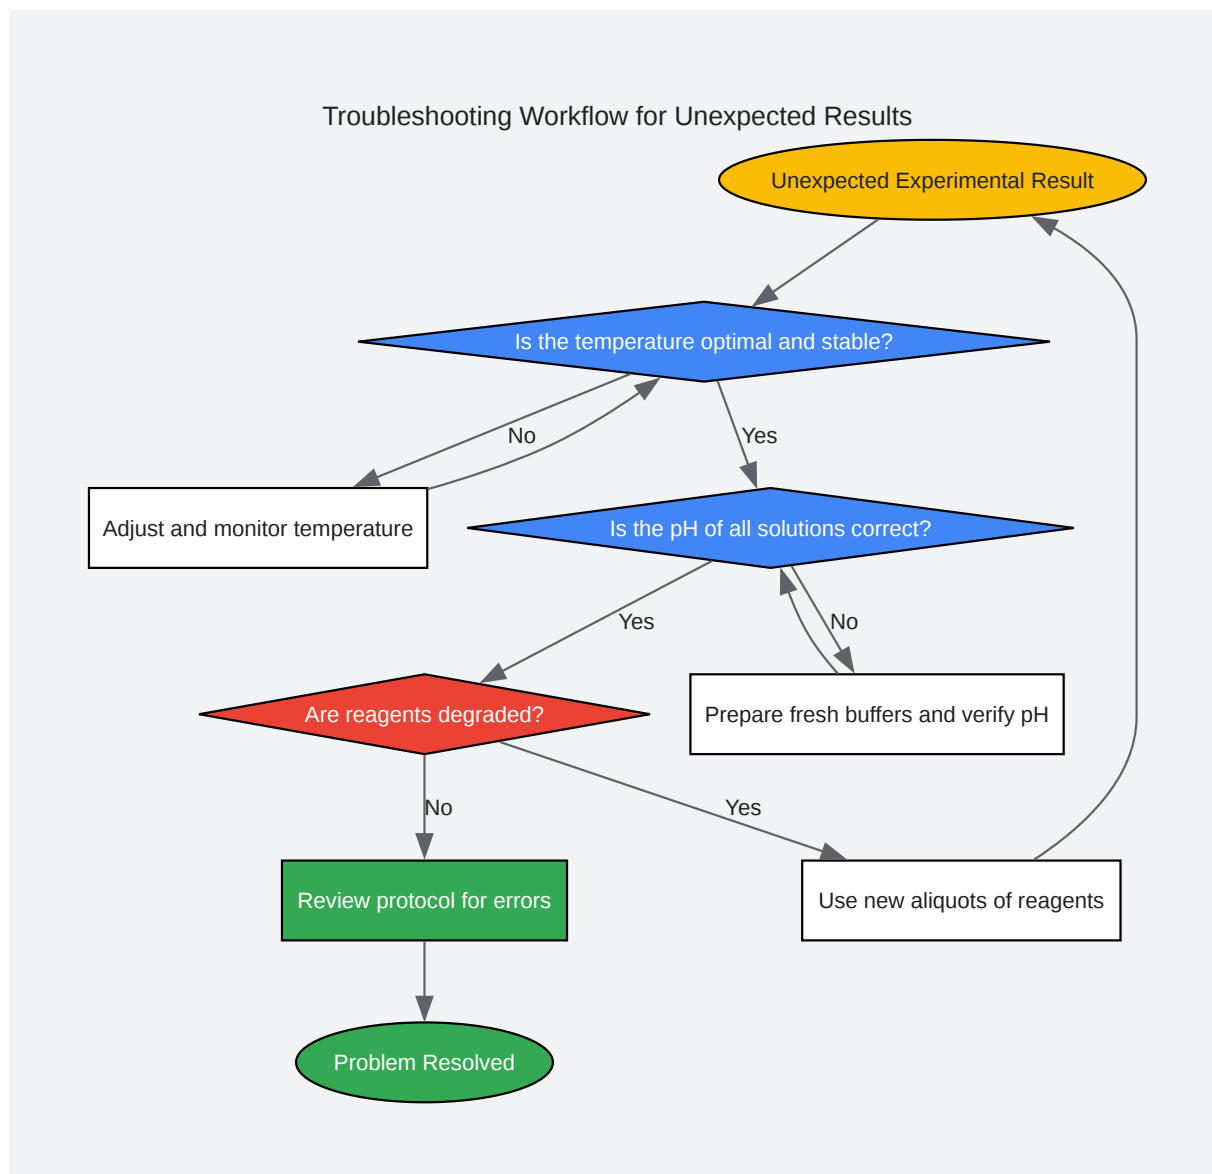 Troubleshooting Workflow for Unexpected Results
Unexpected Experimental Result
Is the temperature optimal and stable?
No
Yes
Adjust and monitor temperature
Is the pH of all solutions correct?
Yes
No
Are reagents degraded?
Prepare fresh buffers and verify pH
No
Yes
Review protocol for errors
Use new aliquots of reagents
Problem Resolved